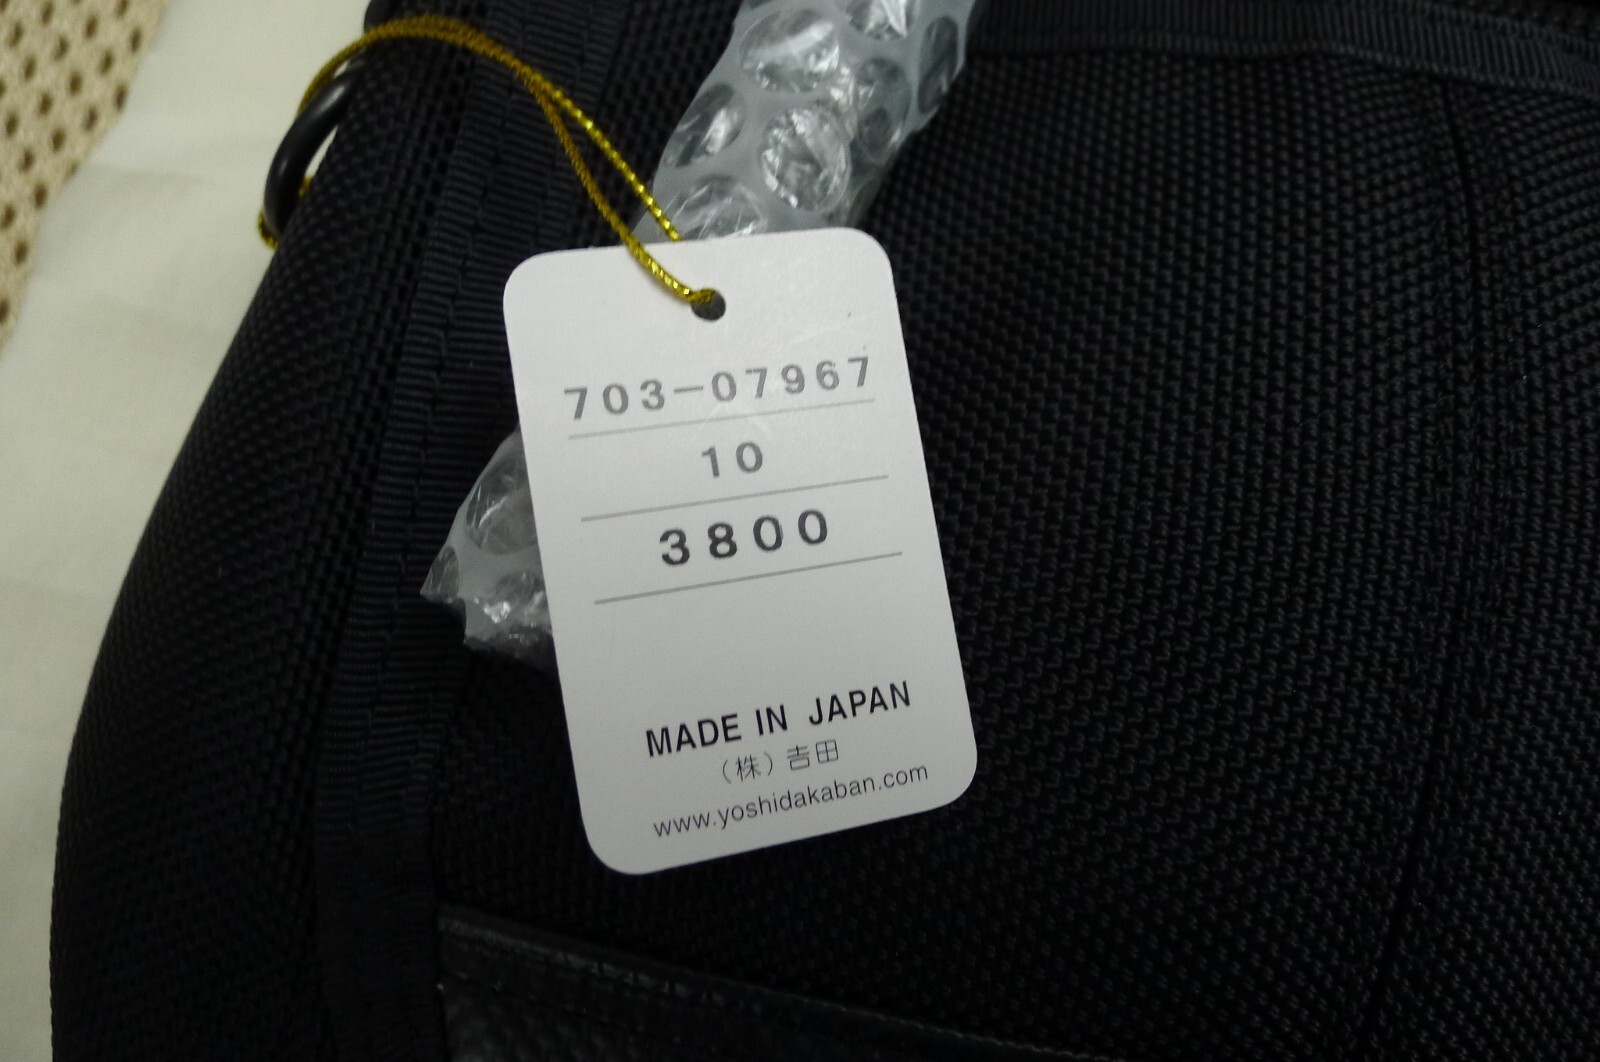 703-07967
10
3800
MADE IN JAPAN
（株）吉田
www.yoshidakaban.com